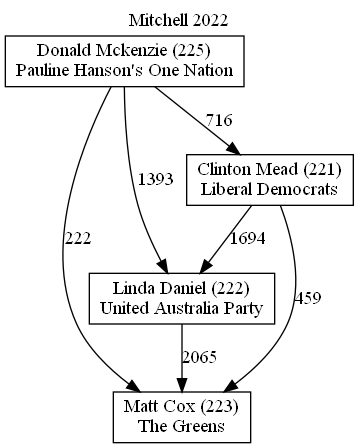 Mitchell 2022
Donald Mckenzie (225)
Pauline Hanson's One Nation
716
Clinton Mead (221)
Liberal Democrats
1393
222
1694
Linda Daniel (222)
United Australia Party
459
2065
Matt Cox (223)
The Greens